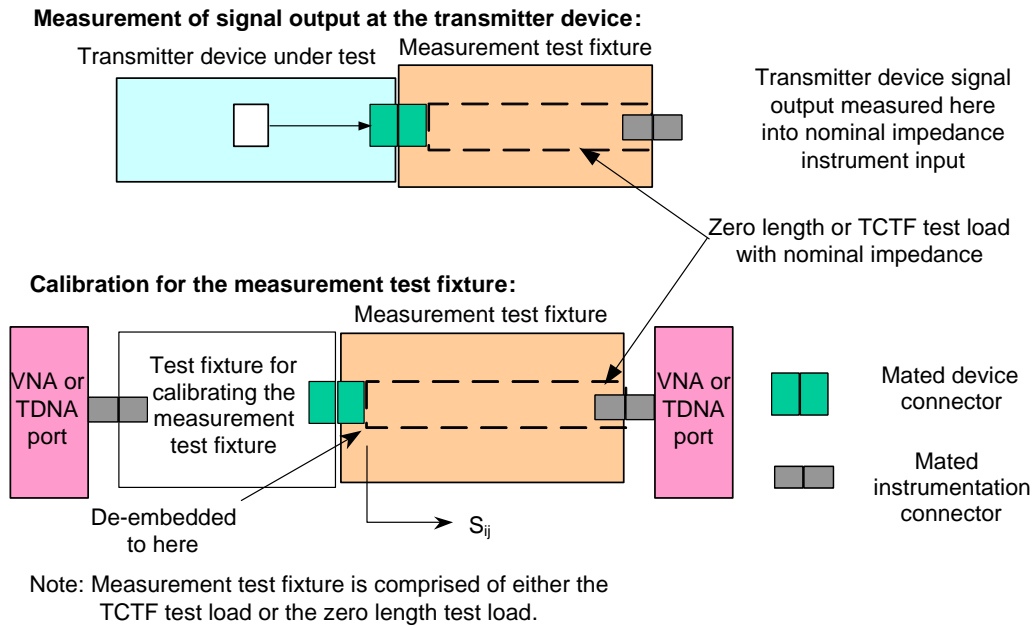 Measurement of signal output at the transmitter device:
Transmitter device under test
Measurement test fixture
Transmitter device signal
output measured here
into nominal impedance
instrument input
Zero length or TCTF test load
with nominal impedance
Calibration for the measurement test fixture:
Measurement test fixture
VNA or
TDNA
port
Test fixture for
calibrating the
measurement
test fixture
VNA or
TDNA
port
Mated device
connector
Mated
instrumentation
connector
De-embedded
to here
Sij
Note: Measurement test fixture is comprised of either the
TCTF test load or the zero length test load.